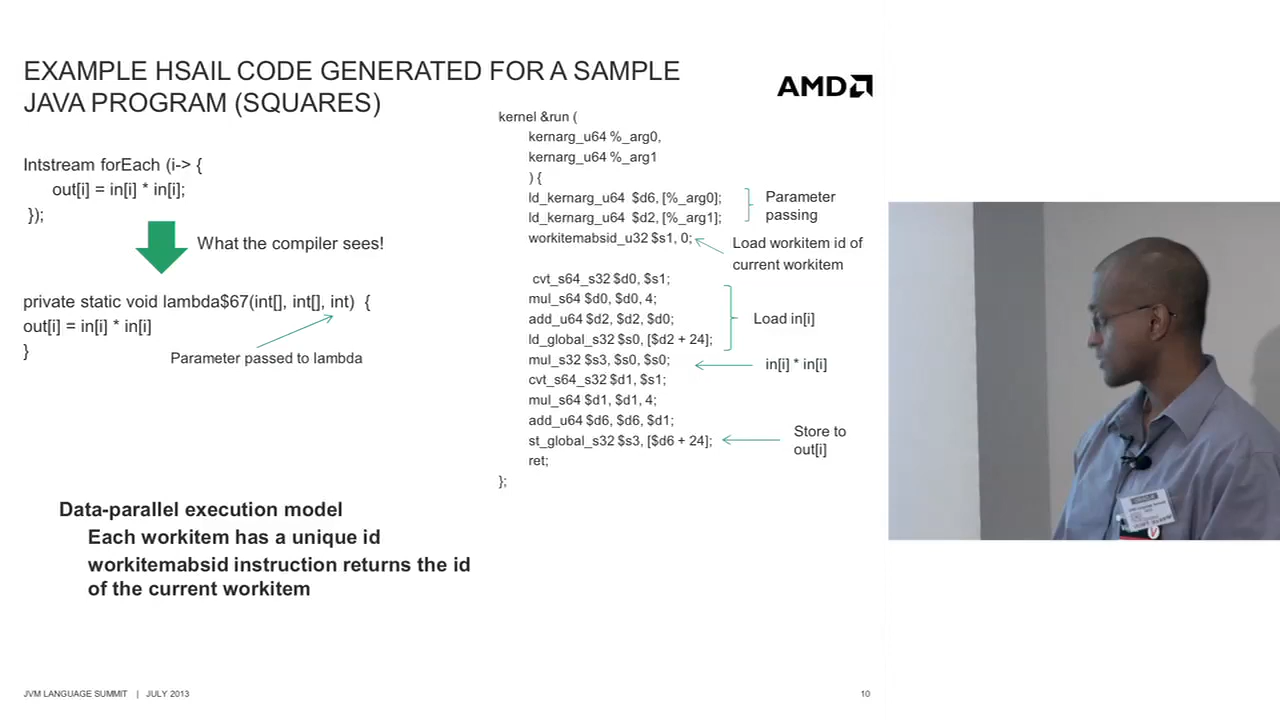 EXAMPLE HSAIL CODE GENERATED FOR A SAMPLE
JAVA PROGRAM (SQUARES)
AMD
Intstream forEach (i-> {
out[i] = in[i] * in[i];
});
What the compiler sees!
private static void lambda$67(int[], int[], int) {
out[i] = in[i] * in[i]
}
Parameter passed to lambda
kernel &run (
kernarg_u64 %_arg0,
kernarg_u64 %_arg1
) {
ld_kernarg_u64 $d6, [%_arg0];
ld_kernarg_u64 $d2, [%_arg1];
workitemabsid_u32 $s1, 0;
cvt_s64_s32 $d0, $s1;
mul_s64 $d0, $d0, 4;
add_u64 $d2, $d2, $d0;
ld_global_s32 $s0, [$d2 + 24];
mul_s32 $s3, $s0, $s0;
cvt_s64_s32 $d1, $s1;
mul_s64 $d1, $d1, 4;
add_u64 $d6, $d6, $d1;
st_global_s32 $s3, [$d6 + 24];
ret;
};
Parameter
passing
Load workitem id of
current workitem
Load in[i]
in[i] * in[i]
Store to
out[i]
Data-parallel execution model
Each workitem has a unique id
workitemabsid instruction returns the id
of the current workitem
JVM LANGUAGE SUMMIT | JULY 2013
10